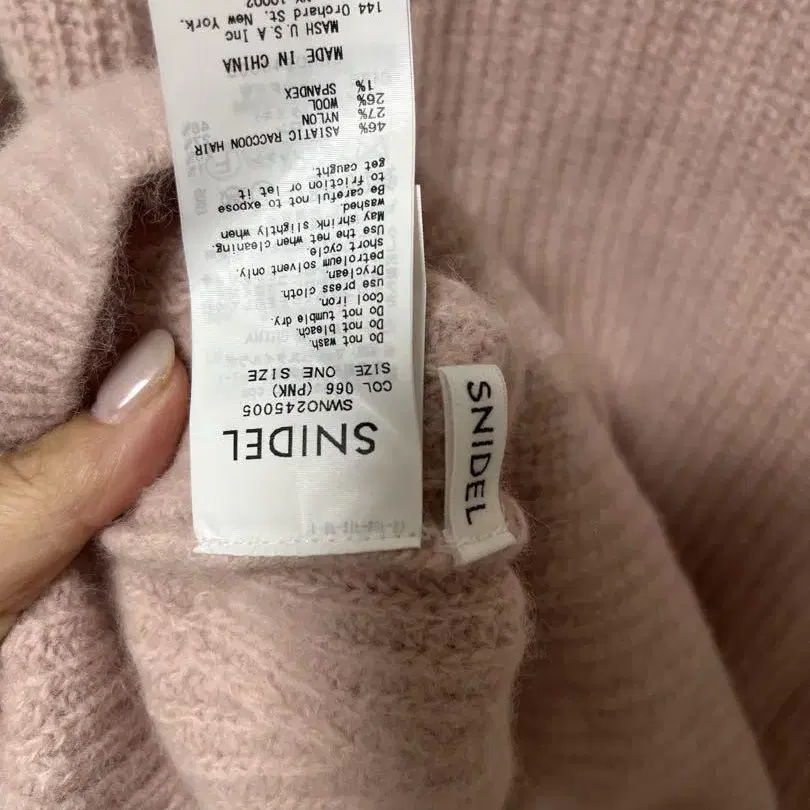 SNIDEL
SWNO245005
COL 066 (PNK)
SIZE ONE SIZE
Do not wash.
Do not bleach.
Do not tumble dry.
Cool iron.
use press cloth.
Dryclean,
petroleum solvent only.
short cycle.
Use the net when cleaning.
May shrink slightly when
washed.
Be careful not to expose
to friction or let it
get caught.
46% ASIATIC RACCOON HAIR
27% NYLON
26% WOOL
1% SPANDEX
MADE IN CHINA
MASH U.S.A Inc
144 Orchard St. New York.
NY 10002
SNIDEL